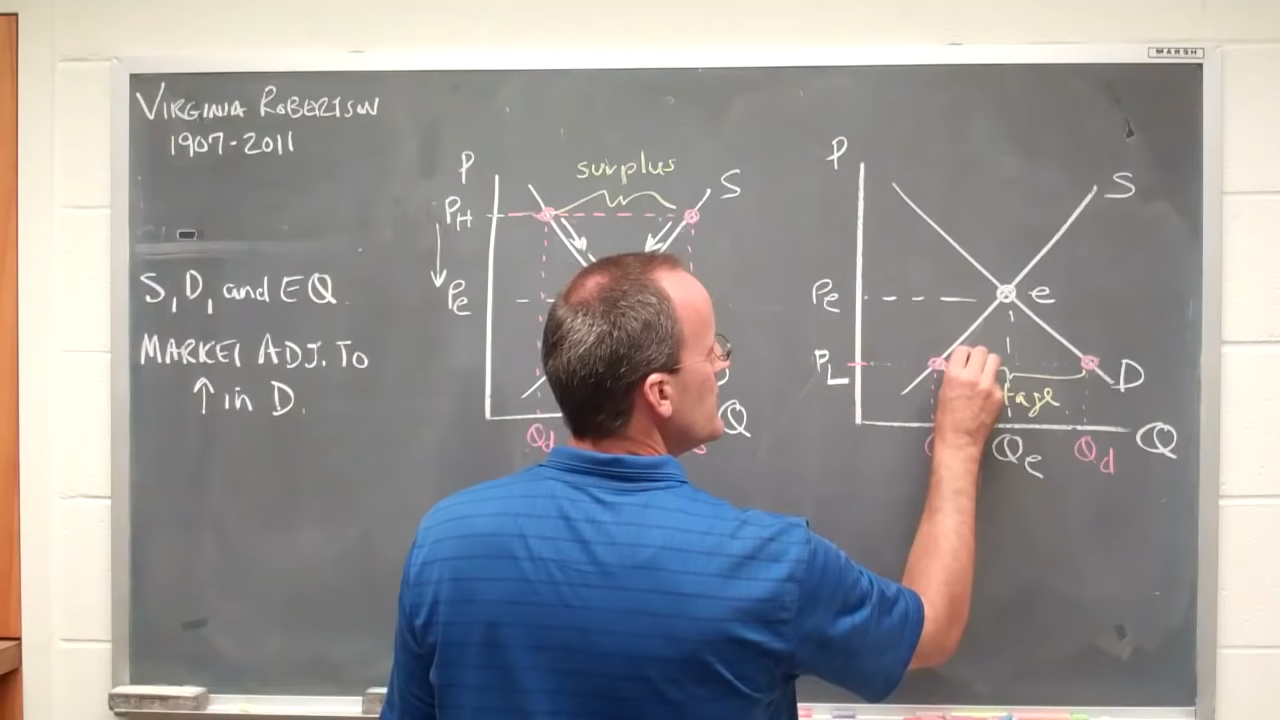 MARSH
VIRGINIA ROBERTSON
1907-2011
S, D, and EQ.
MARKET ADJ. TO
↑ in D.
P
surplus
S
PH
Pe
Qd
Q
P
S
Pe
e
PL
D
Qe
Qd
Q